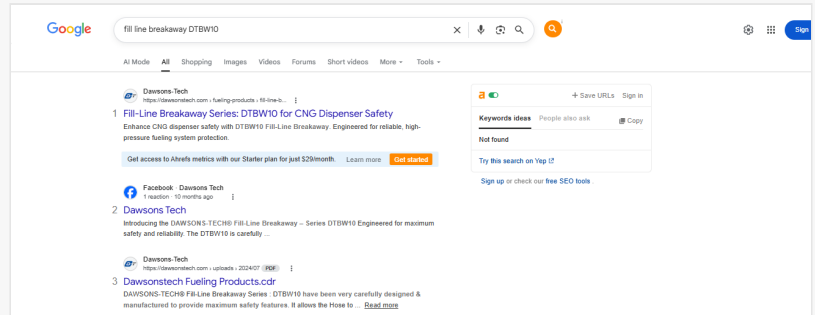 Google
fill line breakaway DTBW10
Sign
AI Mode All Shopping Images Videos Forums Short videos More Tools
Dawsons-Tech
https://dawsonstech.com › fueling-products › fill-line-b...
1 Fill-Line Breakaway Series: DTBW10 for CNG Dispenser Safety
Enhance CNG dispenser safety with DTBW10 Fill-Line Breakaway. Engineered for reliable, high-
pressure fueling system protection.
Get access to Ahrefs metrics with our Starter plan for just $29/month. Learn more Get started
Facebook · Dawsons Tech
1 reaction · 10 months ago
2 Dawsons Tech
Introducing the DAWSONS-TECH® Fill-Line Breakaway – Series DTBW10 Engineered for maximum
safety and reliability. The DTBW10 is carefully ...
Dawsons-Tech
https://dawsonstech.com › uploads › 2024/07 PDF
3 Dawsonstech Fueling Products.cdr
DAWSONS-TECH® Fill-Line Breakaway Series : DTBW10 have been very carefully designed &
manufactured to provide maximum safety features. It allows the Hose to ... Read more
a + Save URLs Sign in
Keywords ideas People also ask Copy
Not found
Try this search on Yep
Sign up or check our free SEO tools .